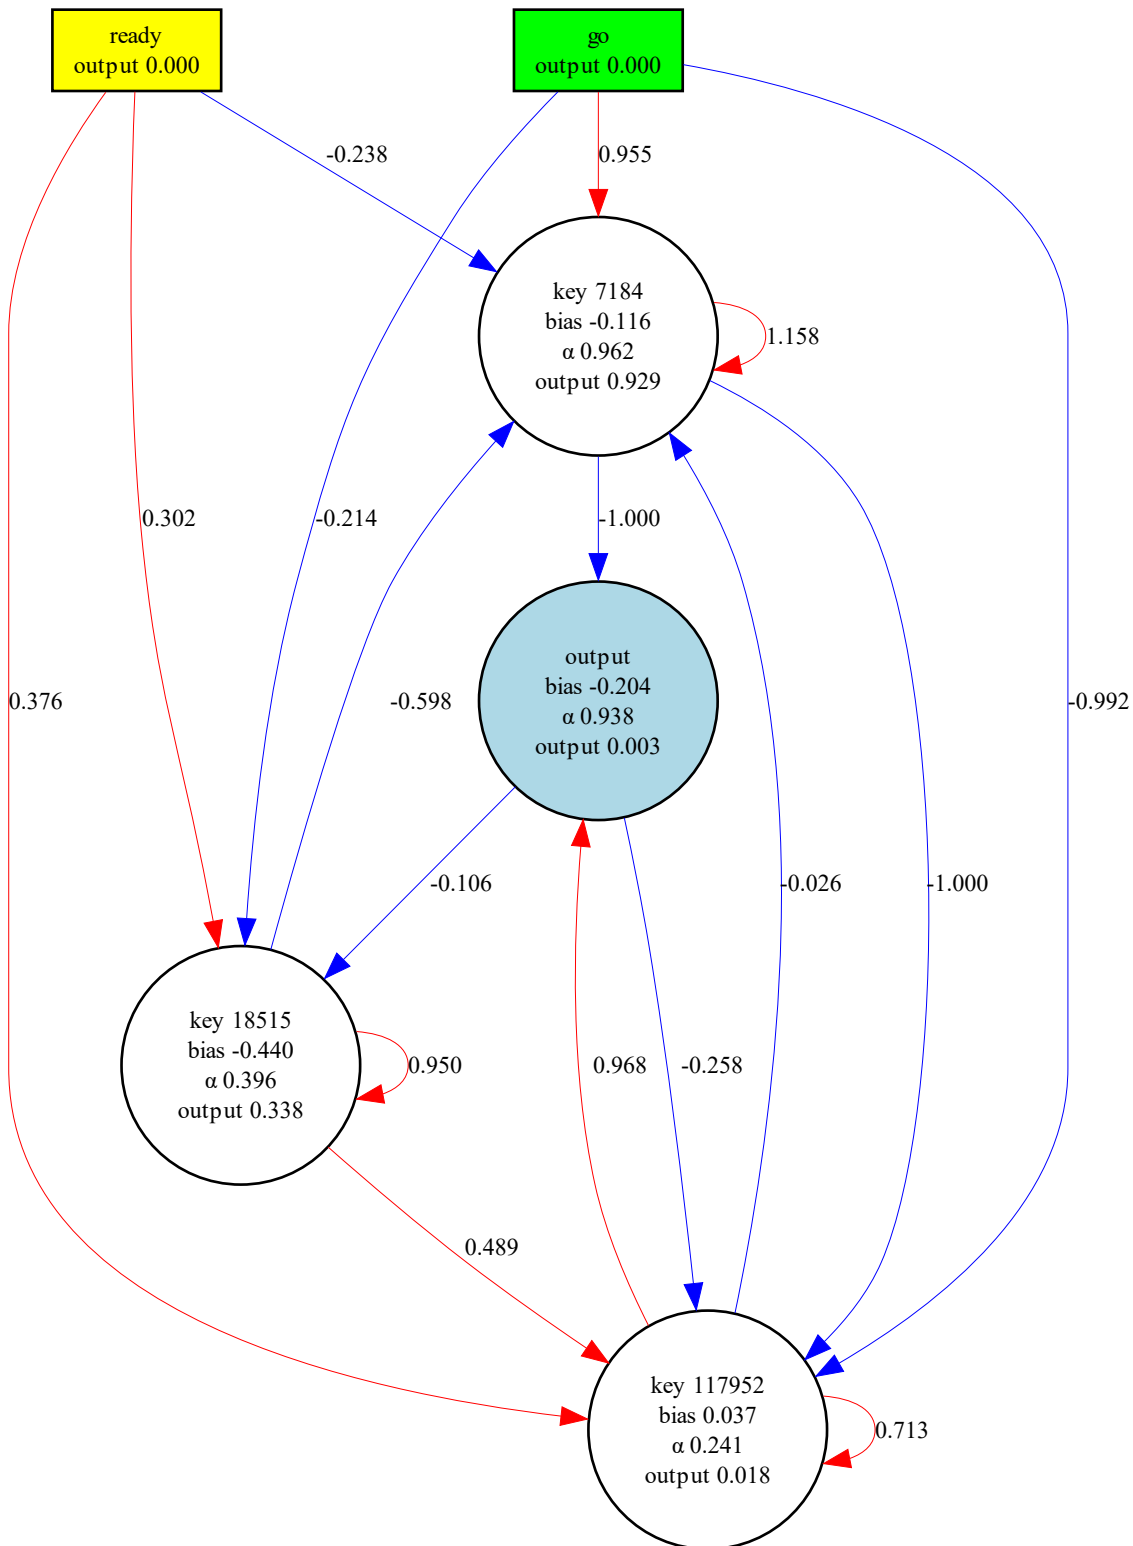 ready
output 0.000
go
output 0.000
-0.238
0.955
key 7184
bias -0.116
α 0.962
output 0.929
1.158
0.302
-0.214
-1.000
output
bias -0.204
α 0.938
output 0.003
0.376
-0.598
-0.992
-0.106
-0.026
-1.000
key 18515
bias -0.440
α 0.396
output 0.338
0.950
0.968
-0.258
0.489
key 117952
bias 0.037
α 0.241
output 0.018
0.713